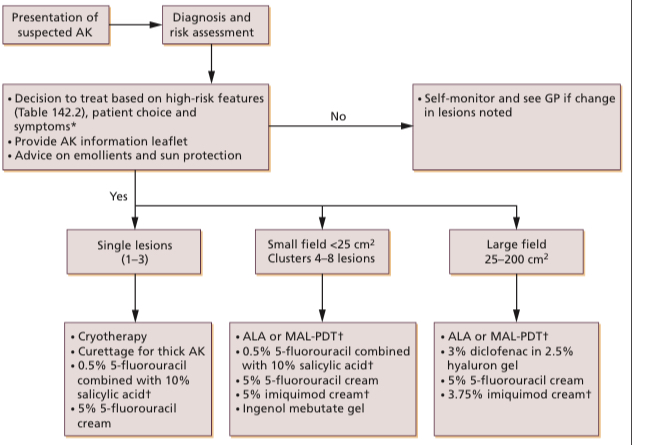 Presentation of
suspected AK
Diagnosis and
risk assessment
• Decision to treat based on high-risk features
(Table 142.2), patient choice and
symptoms*
• Provide AK information leaflet
• Advice on emollients and sun protection
No
• Self-monitor and see GP if change
in lesions noted
Yes
Single lesions
(1–3)
Small field <25 cm²
Clusters 4–8 lesions
Large field
25–200 cm²
• Cryotherapy
• Curettage for thick AK
• 0.5% 5-fluorouracil
combined with 10%
salicylic acid†
• 5% 5-fluorouracil
cream
• ALA or MAL-PDT†
• 0.5% 5-fluorouracil combined
with 10% salicylic acid†
• 5% 5-fluorouracil cream
• 5% imiquimod cream†
• Ingenol mebutate gel
• ALA or MAL-PDT†
• 3% diclofenac in 2.5%
hyaluron gel
• 5% 5-fluorouracil cream
• 3.75% imiquimod cream†